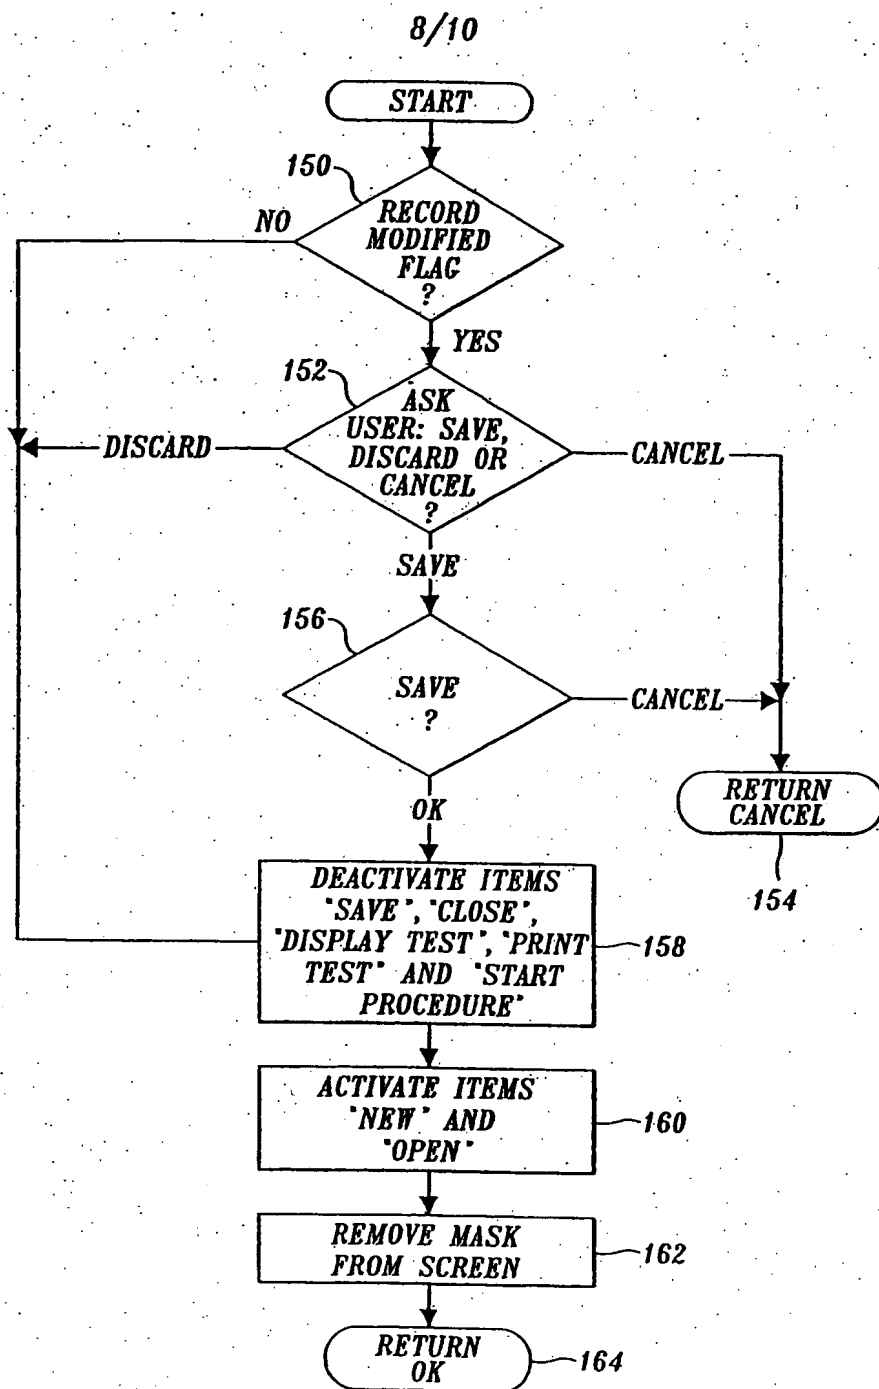 8/10
START
150
RECORD
MODIFIED
FLAG
?
NO
YES
152
ASK
USER: SAVE,
DISCARD OR
CANCEL
?
DISCARD
CANCEL
SAVE
156
SAVE
?
CANCEL
OK
RETURN
CANCEL
154
DEACTIVATE ITEMS
"SAVE", "CLOSE",
"DISPLAY TEST", "PRINT
TEST" AND "START
PROCEDURE"
158
ACTIVATE ITEMS
"NEW" AND
"OPEN"
160
REMOVE MASK
FROM SCREEN
162
RETURN
OK
164